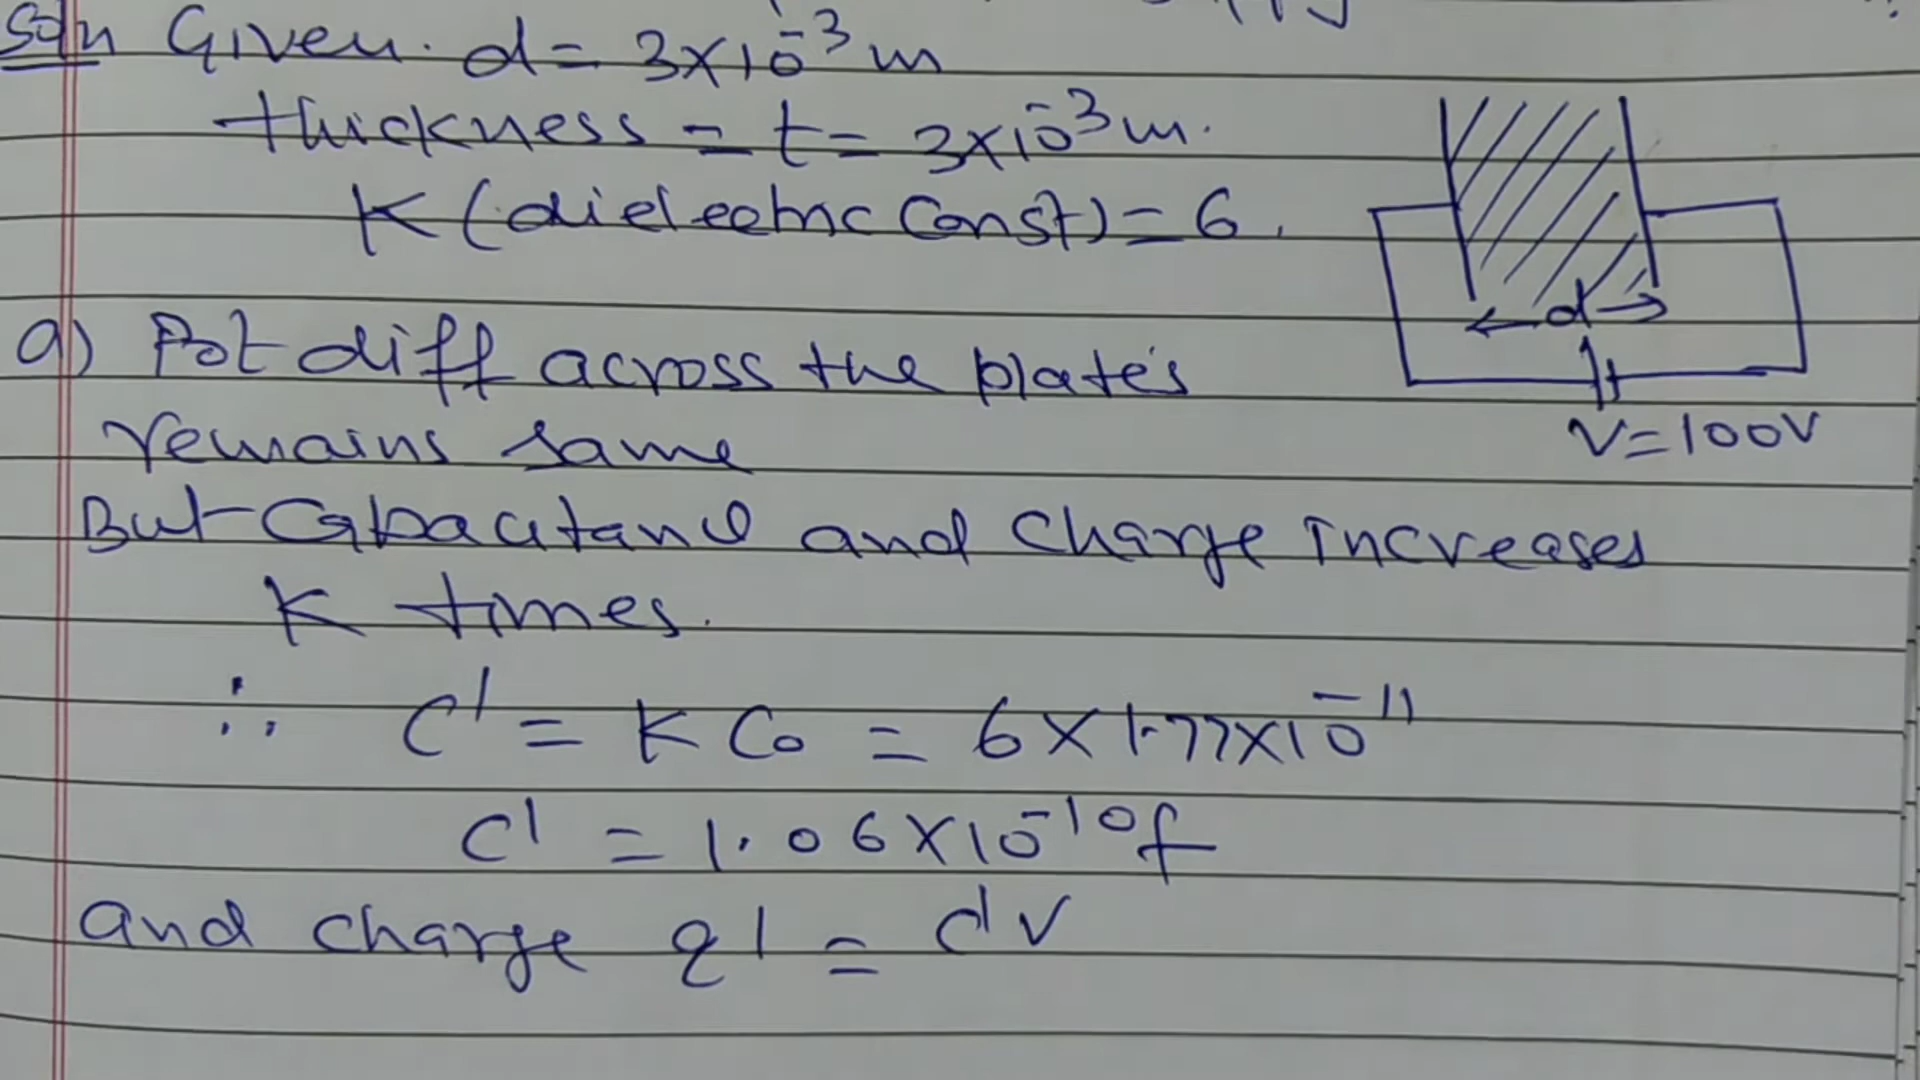 Soln Given. d = 3×10⁻³ m
thickness = t = 3×10⁻³ m.
K (dielectric Const) = 6.
d
V=100V
a) Pot diff across the plates
remains same
But Capacitance and charge increases
K times.
∴ C' = K C₀ = 6×1.77×10⁻¹¹
C' = 1.06×10⁻¹⁰ f
and charge q' = C'V